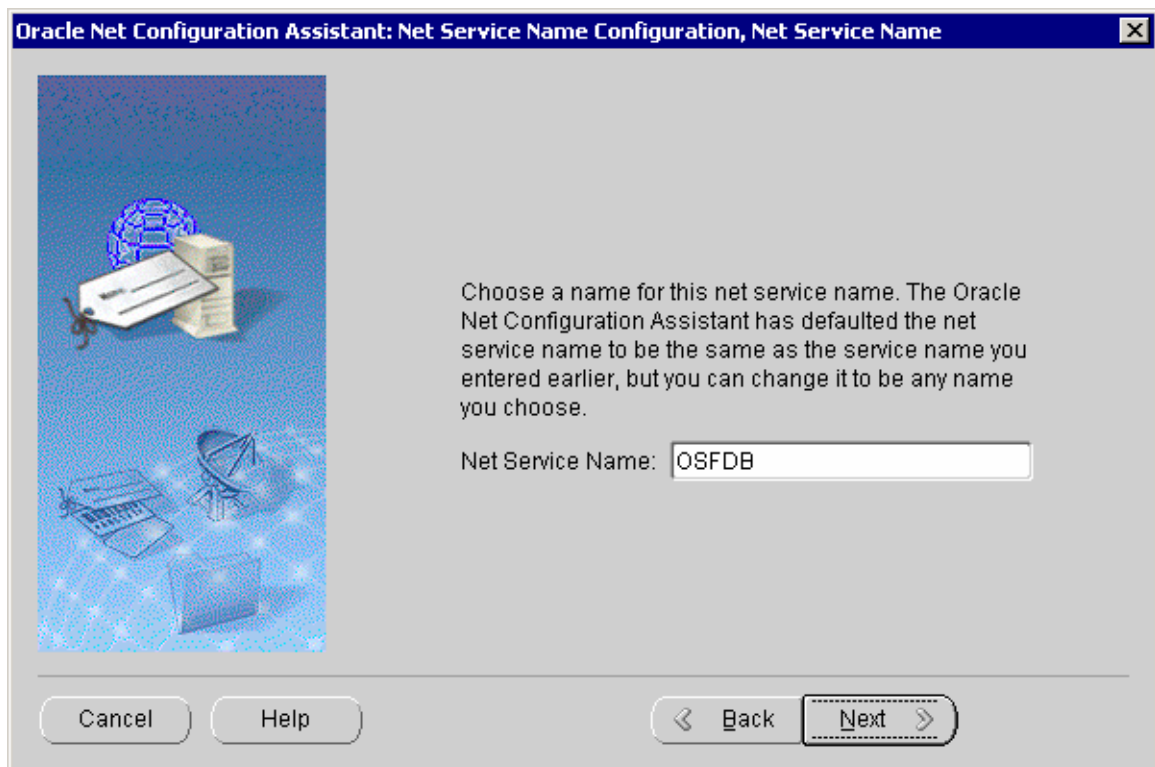 Oracle Net Configuration Assistant: Net Service Name Configuration, Net Service Name
Choose a name for this net service name. The Oracle
Net Configuration Assistant has defaulted the net
service name to be the same as the service name you
entered earlier, but you can change it to be any name
you choose.
Net Service Name: OSFDB
Cancel Help Back Next